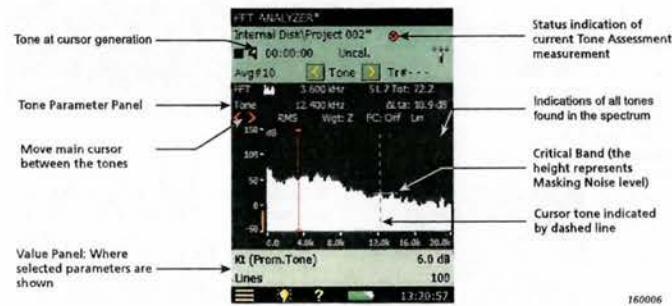 FFT ANALYZER*
Internal Disk\Project 002*
00:00:00 Uncal.
Avg#10 < Tone > Tr#---
FFT 3.600 kHz 51.7 Tot: 72.2
Tone 12.400 kHz ΔLta: 10.9 dB
RMS Wgt: Z FC: Off Lin
150 dB
100
50
0
-50
0.0 4.0k 8.0k 12.0k 16.0k 20.0k
Kt (Prom.Tone) 6.0 dB
Lines 100
? 13:20:57
Tone at cursor generation
Tone Parameter Panel
Move main cursor
between the tones
Value Panel: Where
selected parameters are
shown
Status indication of
current Tone Assessment
measurement
Indications of all tones
found in the spectrum
Critical Band (the
height represents
Masking Noise level)
Cursor tone indicated
by dashed line
160006